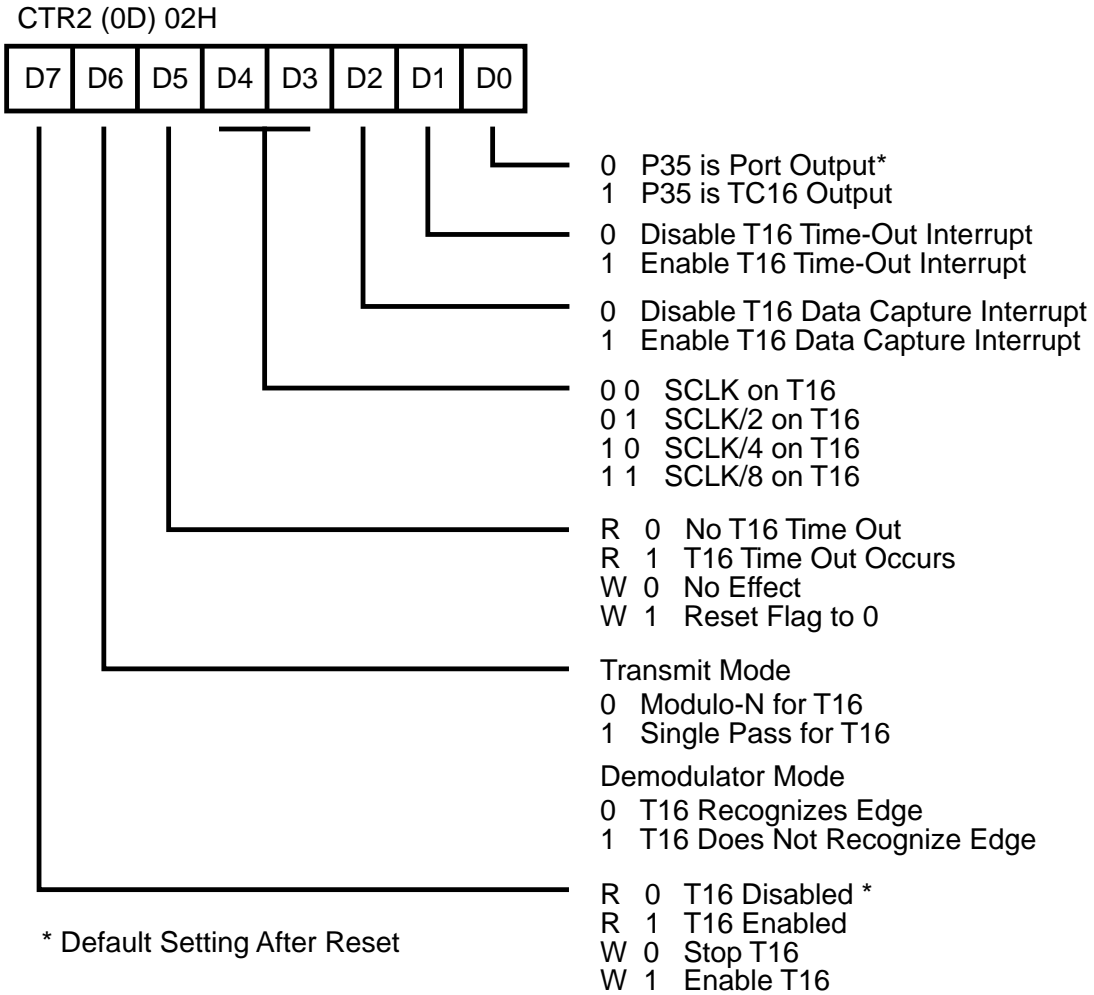 CTR2 (0D) 02H
D7 D6 D5 D4 D3 D2 D1 D0
0 P35 is Port Output*
1 P35 is TC16 Output
0 Disable T16 Time-Out Interrupt
1 Enable T16 Time-Out Interrupt
0 Disable T16 Data Capture Interrupt
1 Enable T16 Data Capture Interrupt
0 0 SCLK on T16
0 1 SCLK/2 on T16
1 0 SCLK/4 on T16
1 1 SCLK/8 on T16
R 0 No T16 Time Out
R 1 T16 Time Out Occurs
W 0 No Effect
W 1 Reset Flag to 0
Transmit Mode
0 Modulo-N for T16
1 Single Pass for T16
Demodulator Mode
0 T16 Recognizes Edge
1 T16 Does Not Recognize Edge
R 0 T16 Disabled *
R 1 T16 Enabled
W 0 Stop T16
W 1 Enable T16
* Default Setting After Reset